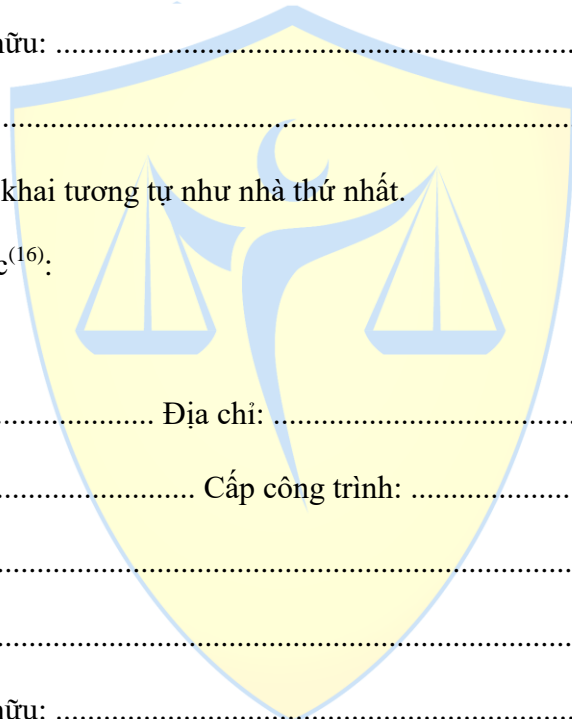 hữu: ..........................................................................
..........................................................................
khai tương tự như nhà thứ nhất.
c(16):
.................... Địa chỉ: ..........................................
......................... Cấp công trình: ......................
..........................................................................
..........................................................................
hữu: ..........................................................................